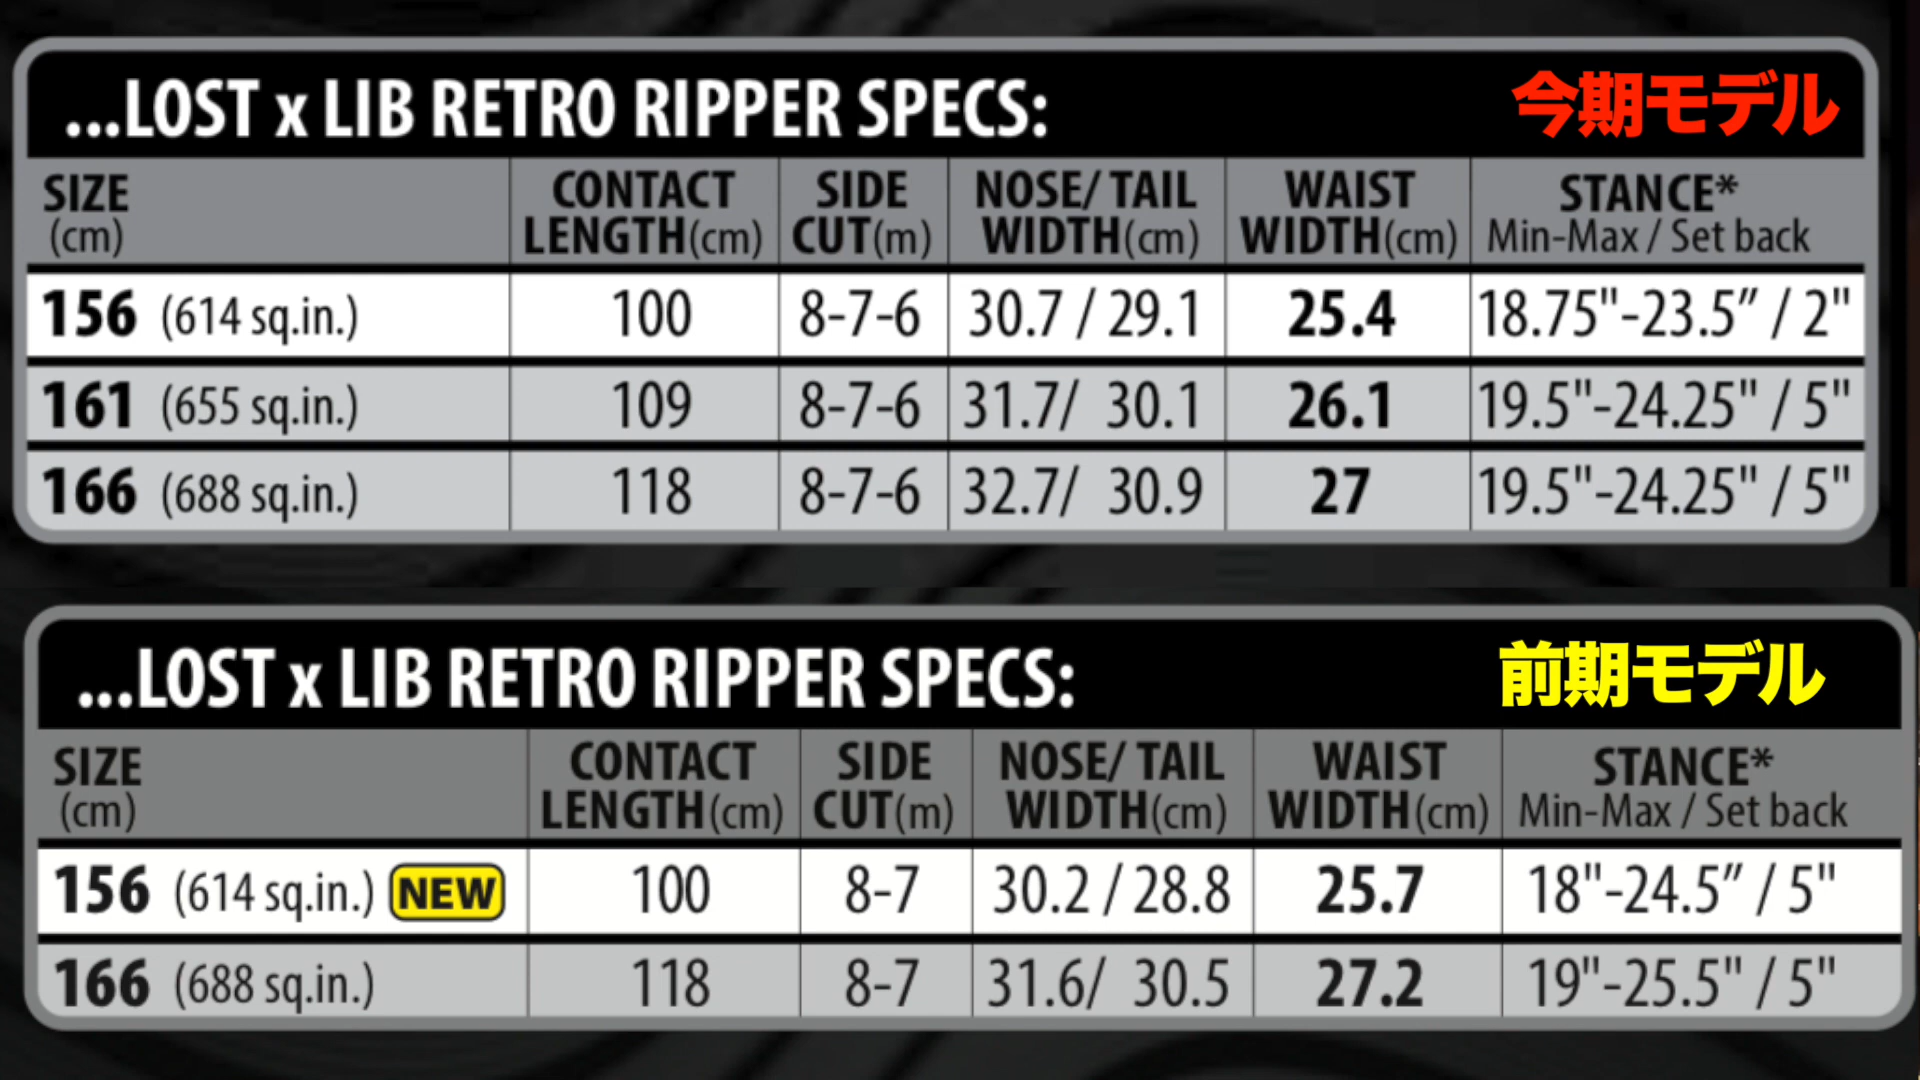 ...LOST x LIB RETRO RIPPER SPECS: 今期モデル
SIZE (cm) CONTACT LENGTH(cm) SIDE CUT(m) NOSE/ TAIL WIDTH(cm) WAIST WIDTH(cm) STANCE* Min-Max / Set back
156 (614 sq.in.) 100 8-7-6 30.7 / 29.1 25.4 18.75"-23.5″ / 2"
161 (655 sq.in.) 109 8-7-6 31.7/ 30.1 26.1 19.5"-24.25" / 5"
166 (688 sq.in.) 118 8-7-6 32.7/ 30.9 27 19.5"-24.25" / 5"
...LOST x LIB RETRO RIPPER SPECS: 前期モデル
SIZE (cm) CONTACT LENGTH(cm) SIDE CUT(m) NOSE/ TAIL WIDTH(cm) WAIST WIDTH(cm) STANCE* Min-Max / Set back
156 (614 sq.in.) NEW 100 8-7 30.2 / 28.8 25.7 18"-24.5″ / 5"
166 (688 sq.in.) 118 8-7 31.6/ 30.5 27.2 19"-25.5" / 5"